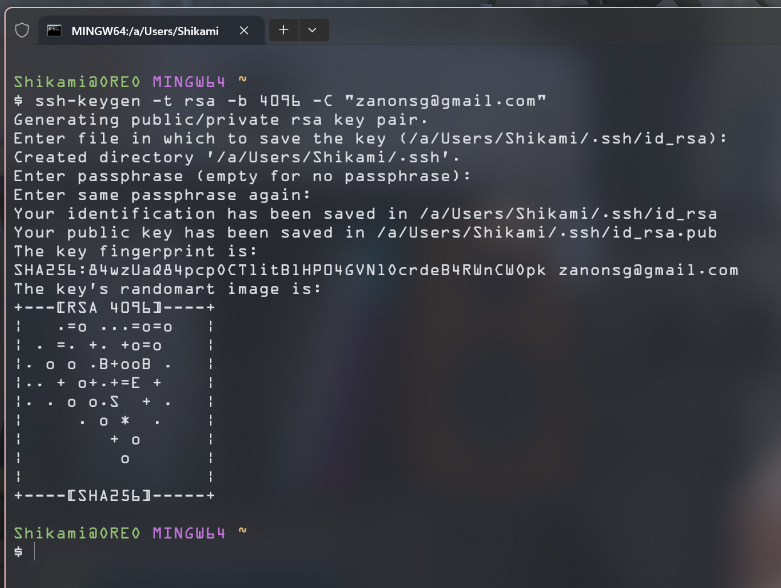 MINGW64:/a/Users/Shikami
Shikami@OREO MINGW64 ~
$ ssh-keygen -t rsa -b 4096 -C "zanonsg@gmail.com"
Generating public/private rsa key pair.
Enter file in which to save the key (/a/Users/Shikami/.ssh/id_rsa):
Created directory '/a/Users/Shikami/.ssh'.
Enter passphrase (empty for no passphrase):
Enter same passphrase again:
Your identification has been saved in /a/Users/Shikami/.ssh/id_rsa
Your public key has been saved in /a/Users/Shikami/.ssh/id_rsa.pub
The key fingerprint is:
zanonsg@gmail.com
The key's randomart image is:
+---[RSA 4096]----+
|    .=o ...=o=o  |
|  . =. +. +o=o   |
|. o o .B+ooB .   |
|.. + o+.+=E +    |
|. . o o.S  + .   |
|      . o *  .   |
|         + o     |
|          o      |
|                 |
+----[SHA256]-----+
Shikami@OREO MINGW64 ~
$